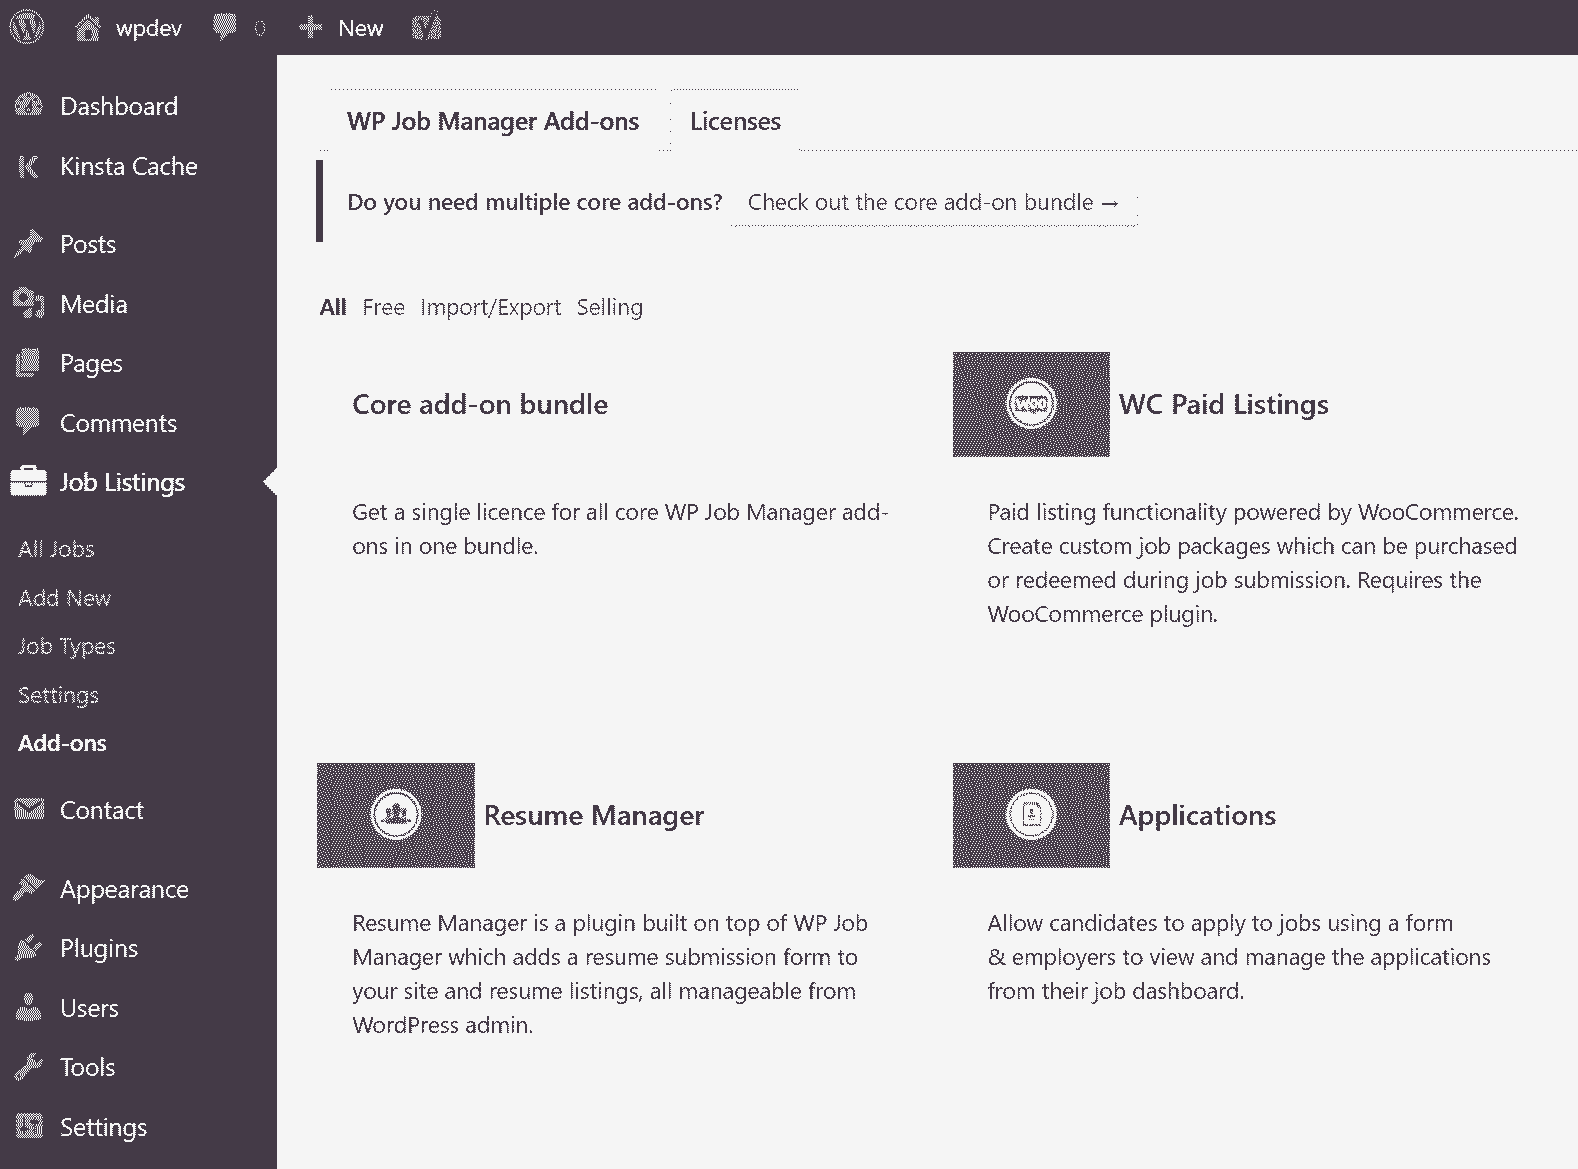 wpdev 0 New
Dashboard
Kinsta Cache
Posts
Media
Pages
Comments
Job Listings
All Jobs
Add New
Job Types
Settings
Add-ons
Contact
Appearance
Plugins
Users
Tools
Settings
WP Job Manager Add-ons Licenses
Do you need multiple core add-ons? Check out the core add-on bundle →
All Free Import/Export Selling
Core add-on bundle
Get a single licence for all core WP Job Manager add-
ons in one bundle.
Woo
WC Paid Listings
Paid listing functionality powered by WooCommerce.
Create custom job packages which can be purchased
or redeemed during job submission. Requires the
WooCommerce plugin.
Resume Manager
Resume Manager is a plugin built on top of WP Job
Manager which adds a resume submission form to
your site and resume listings, all manageable from
WordPress admin.
Applications
Allow candidates to apply to jobs using a form
& employers to view and manage the applications
from their job dashboard.